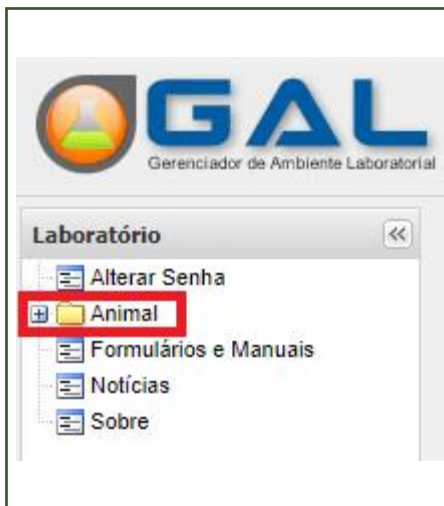 GAL
Gerenciador de Ambiente Laboratorial
Laboratório
Alterar Senha
Animal
Formulários e Manuais
Notícias
Sobre